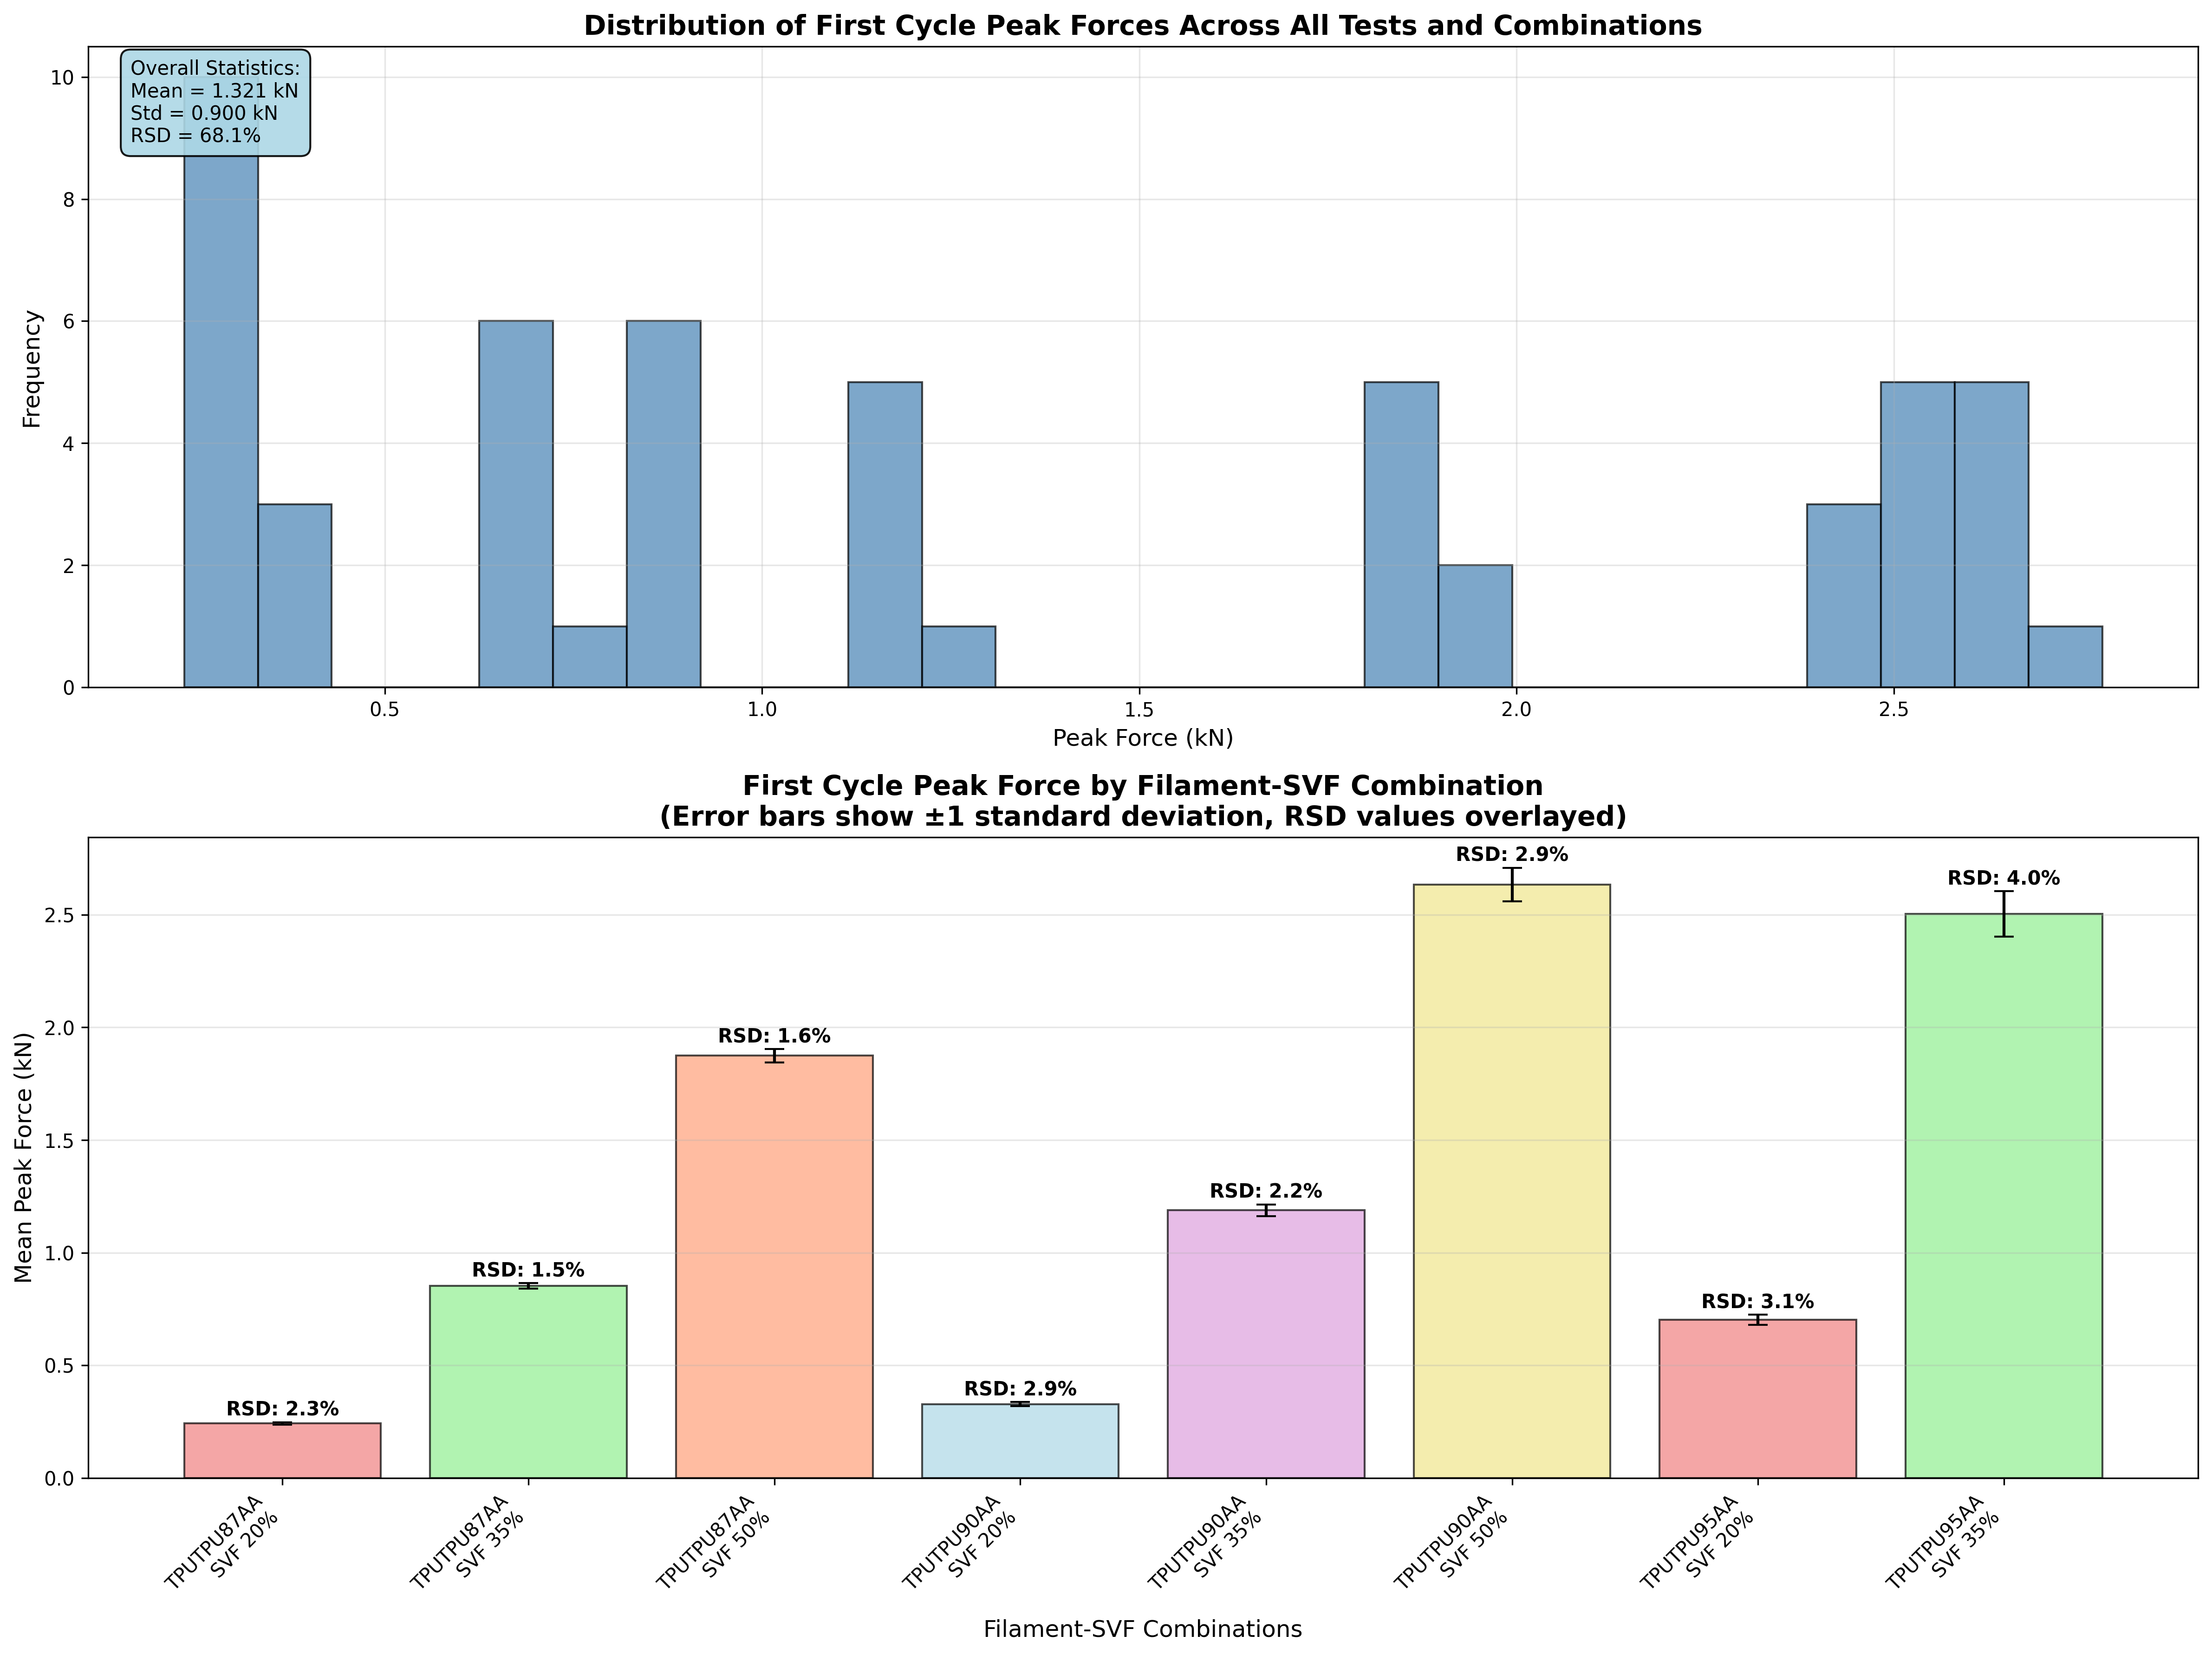 Distribution of First Cycle Peak Forces Across All Tests and Combinations
Overall Statistics:
Mean = 1.321 kN
Std = 0.900 kN
RSD = 68.1%
10
8
6
4
2
0
Frequency
0.5
1.0
1.5
2.0
2.5
Peak Force (kN)
First Cycle Peak Force by Filament-SVF Combination
(Error bars show ±1 standard deviation, RSD values overlayed)
Mean Peak Force (kN)
2.5
2.0
1.5
1.0
0.5
0.0
RSD: 2.3%
RSD: 1.5%
RSD: 1.6%
RSD: 2.9%
RSD: 2.2%
RSD: 2.9%
RSD: 3.1%
RSD: 4.0%
TPUTPU87AA
SVF 20%
TPUTPU87AA
SVF 35%
TPUTPU87AA
SVF 50%
TPUTPU90AA
SVF 20%
TPUTPU90AA
SVF 35%
TPUTPU90AA
SVF 50%
TPUTPU95AA
SVF 20%
TPUTPU95AA
SVF 35%
Filament-SVF Combinations